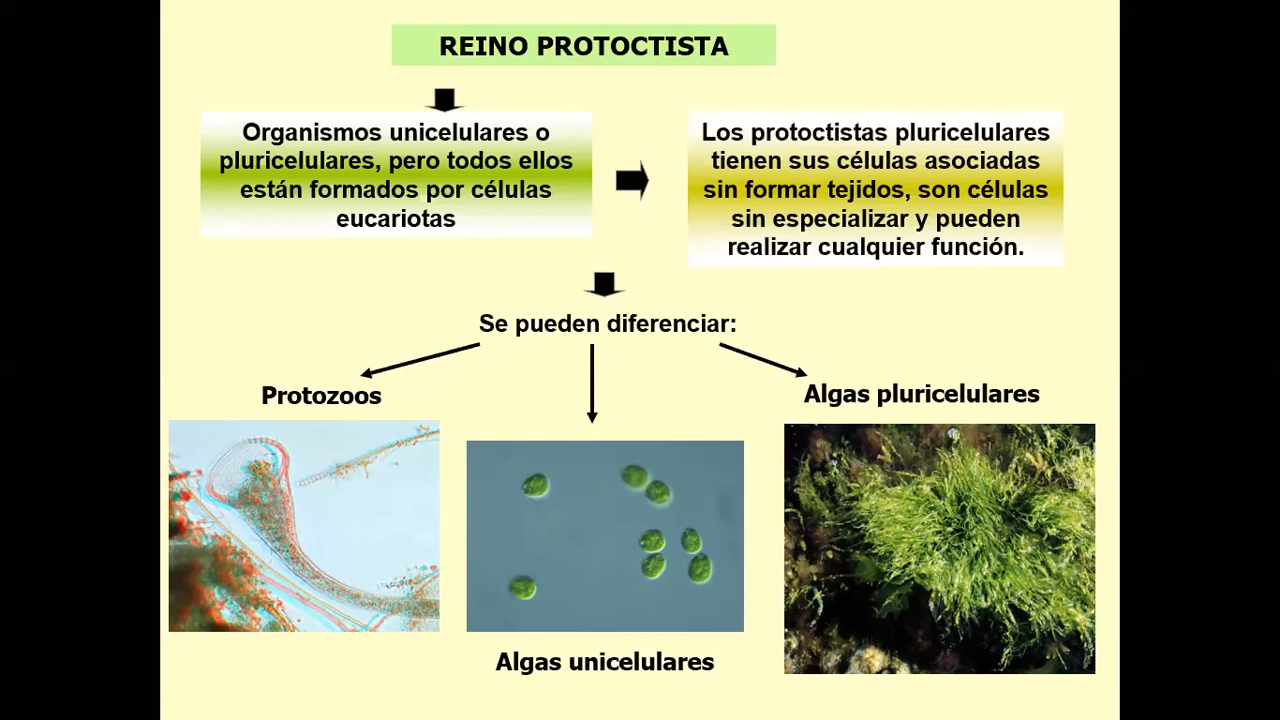 REINO PROTOCTISTA
Organismos unicelulares o
pluricelulares, pero todos ellos
están formados por células
eucariotas
Los protoctistas pluricelulares
tienen sus células asociadas
sin formar tejidos, son células
sin especializar y pueden
realizar cualquier función.
Se pueden diferenciar:
Protozoos
Algas pluricelulares
Algas unicelulares